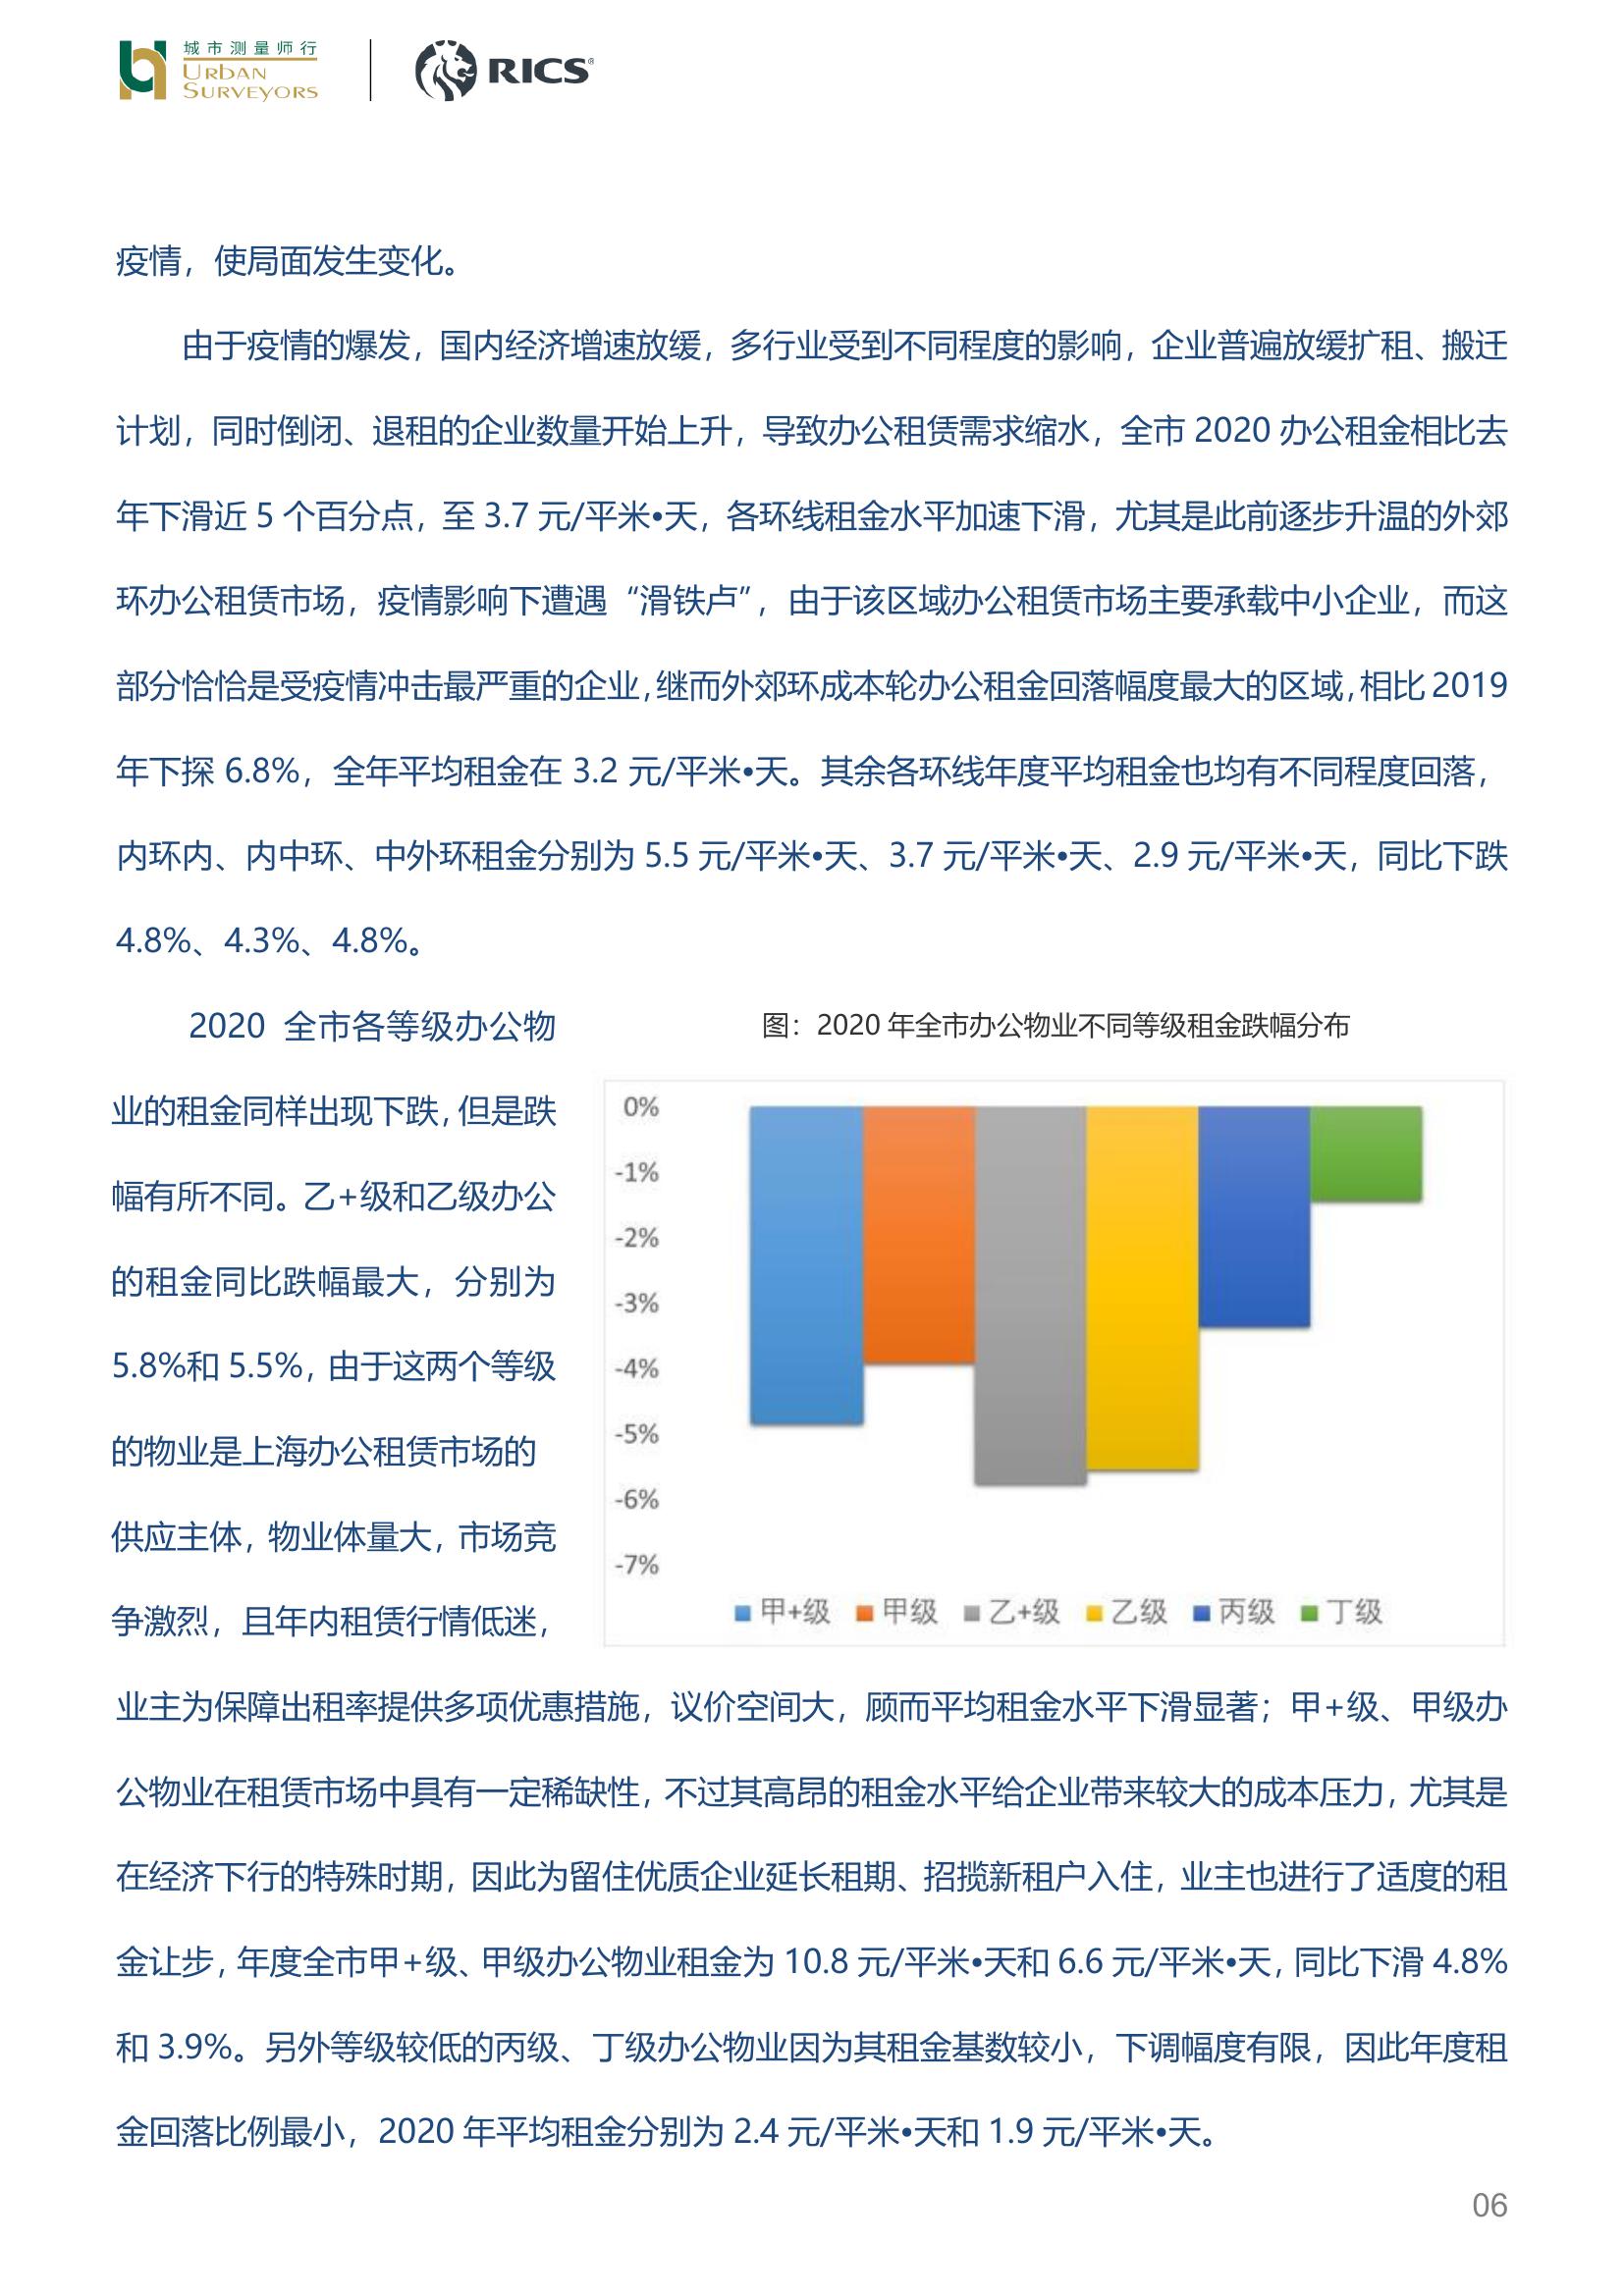 城市测量师行
URBAN
SURVEYORS
RICS®
疫情，使局面发生变化。
由于疫情的爆发，国内经济增速放缓，多行业受到不同程度的影响，企业普遍放缓扩租、搬迁
计划，同时倒闭、退租的企业数量开始上升，导致办公租赁需求缩水，全市 2020 办公租金相比去
年下滑近 5 个百分点，至 3.7 元/平米•天，各环线租金水平加速下滑，尤其是此前逐步升温的外郊
环办公租赁市场，疫情影响下遭遇“滑铁卢”，由于该区域办公租赁市场主要承载中小企业，而这
部分恰恰是受疫情冲击最严重的企业，继而外郊环成本轮办公租金回落幅度最大的区域，相比 2019
年下探 6.8%，全年平均租金在 3.2 元/平米•天。其余各环线年度平均租金也均有不同程度回落，
内环内、内中环、中外环租金分别为 5.5 元/平米•天、3.7 元/平米•天、2.9 元/平米•天，同比下跌
4.8%、4.3%、4.8%。
2020 全市各等级办公物
业的租金同样出现下跌，但是跌
幅有所不同。乙+级和乙级办公
的租金同比跌幅最大，分别为
5.8%和 5.5%，由于这两个等级
的物业是上海办公租赁市场的
供应主体，物业体量大，市场竞
争激烈，且年内租赁行情低迷，
图：2020 年全市办公物业不同等级租金跌幅分布
0%
-1%
-2%
-3%
-4%
-5%
-6%
-7%
甲+级 甲级 乙+级 乙级 丙级 丁级
业主为保障出租率提供多项优惠措施，议价空间大，顾而平均租金水平下滑显著；甲+级、甲级办
公物业在租赁市场中具有一定稀缺性，不过其高昂的租金水平给企业带来较大的成本压力，尤其是
在经济下行的特殊时期，因此为留住优质企业延长租期、招揽新租户入住，业主也进行了适度的租
金让步，年度全市甲+级、甲级办公物业租金为 10.8 元/平米•天和 6.6 元/平米•天，同比下滑 4.8%
和 3.9%。另外等级较低的丙级、丁级办公物业因为其租金基数较小，下调幅度有限，因此年度租
金回落比例最小，2020 年平均租金分别为 2.4 元/平米•天和 1.9 元/平米•天。
06